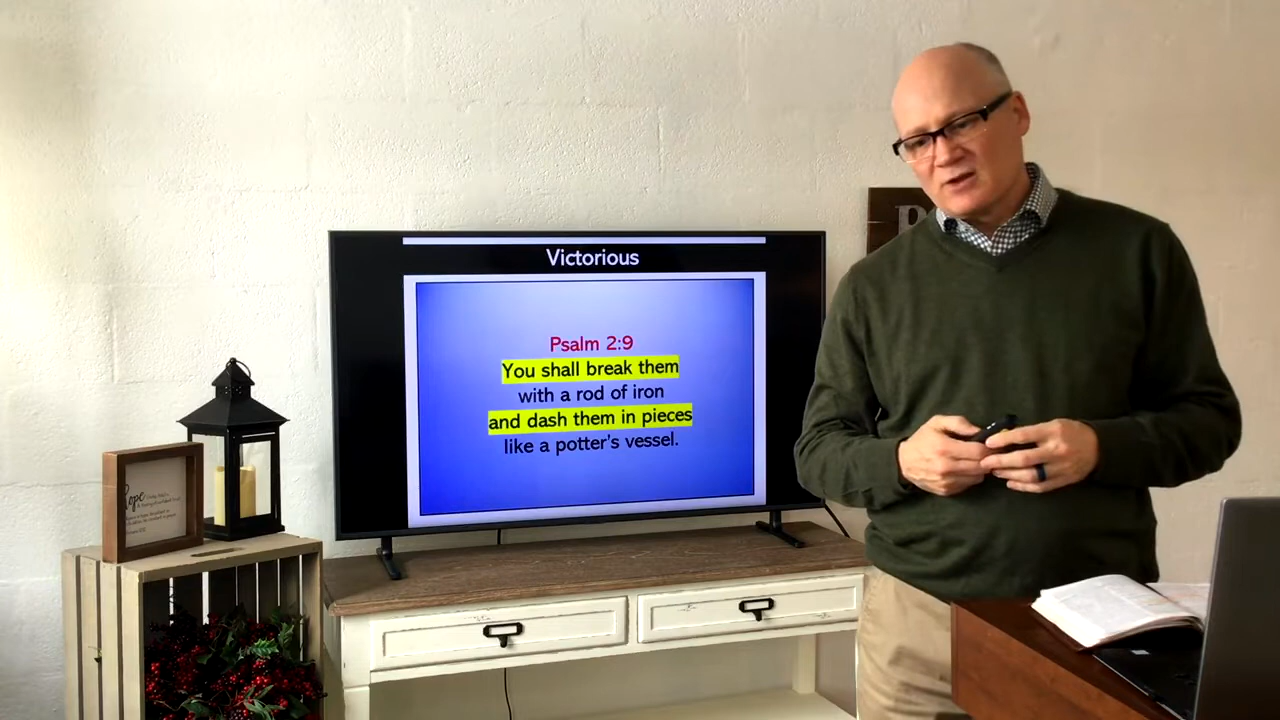 Victorious
Psalm 2:9
You shall break them
with a rod of iron
and dash them in pieces
like a potter's vessel.
hope